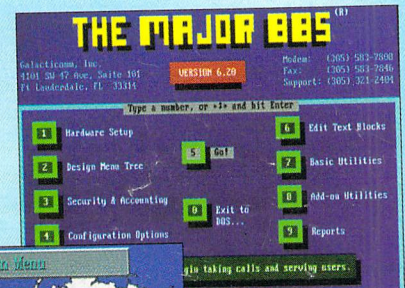 THE MAJOR BBS (R)
Galacticomm, Inc.
4101 SW 47 Ave, Suite 101
Ft Lauderdale, FL 33314
VERSION 6.20
Modem: (305) 583-7808
Fax: (305) 583-7846
Support: (305) 321-2404
Type a number, or and hit Enter
1 Hardware Setup
2 Design Menu Tree
3 Security & Accounting
4 Configuration Options
5 Go!
0 Exit to
DOS...
6 Edit Text Blocks
7 Basic Utilities
8 Add-on Utilities
9 Reports
gin taking calls and serving users.
n Menu